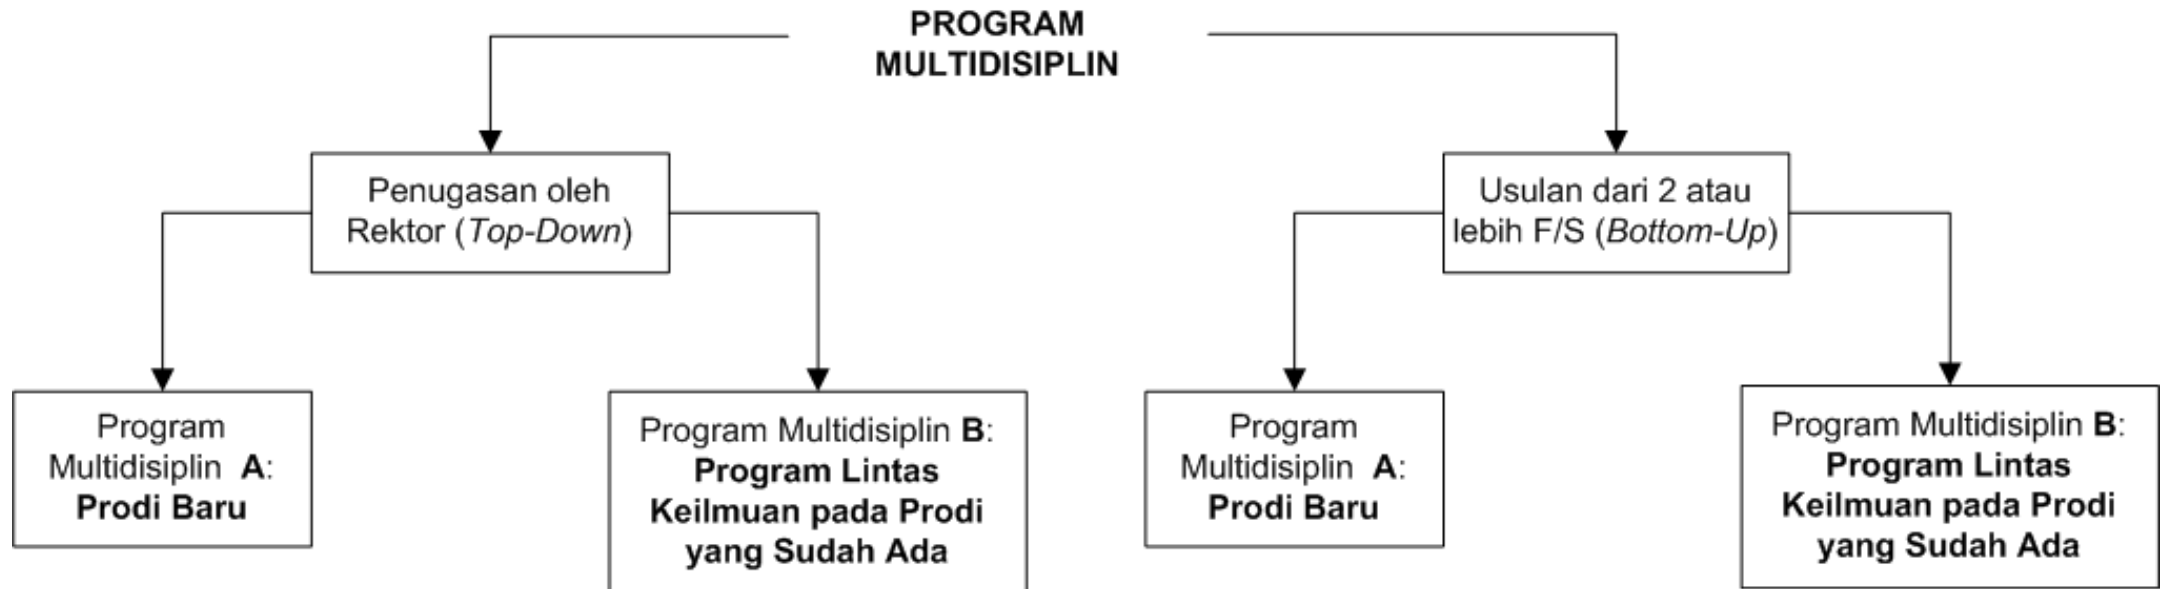 PROGRAM
MULTIDISIPLIN
Penugasan oleh
Rektor (Top-Down)
Usulan dari 2 atau
lebih F/S (Bottom-Up)
Program
Multidisiplin A:
Prodi Baru
Program Multidisiplin B:
Program Lintas
Keilmuan pada Prodi
yang Sudah Ada
Program
Multidisiplin A:
Prodi Baru
Program Multidisiplin B:
Program Lintas
Keilmuan pada Prodi
yang Sudah Ada